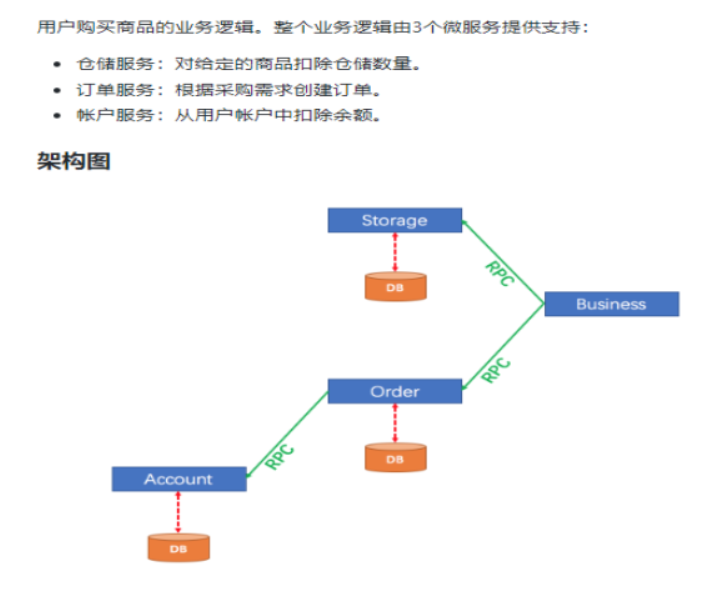 用户购买商品的业务逻辑。整个业务逻辑由3个微服务提供支持：
• 仓储服务：对给定的商品扣除仓储数量。
• 订单服务：根据采购需求创建订单。
• 帐户服务：从用户帐户中扣除余额。
架构图
Storage
RPC
DB
Business
RPC
Order
RPC
DB
Account
DB